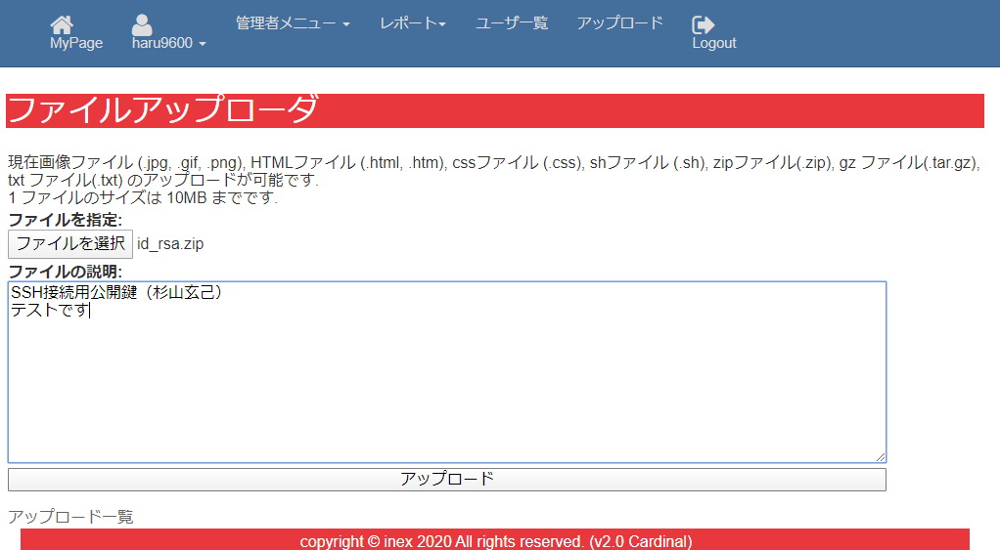 MyPage
haru9600
管理者メニュー
レポート
ユーザ一覧
アップロード
Logout
ファイルアップローダ
現在画像ファイル (.jpg, .gif, .png), HTMLファイル (.html, .htm), cssファイル (.css), shファイル (.sh), zipファイル(.zip), gz ファイル(.tar.gz),
txt ファイル(.txt) のアップロードが可能です.
1 ファイルのサイズは 10MB までです.
ファイルを指定:
ファイルを選択 id_rsa.zip
ファイルの説明:
SSH接続用公開鍵（杉山玄己）
テストです
アップロード
アップロード一覧
copyright © inex 2020 All rights reserved. (v2.0 Cardinal)